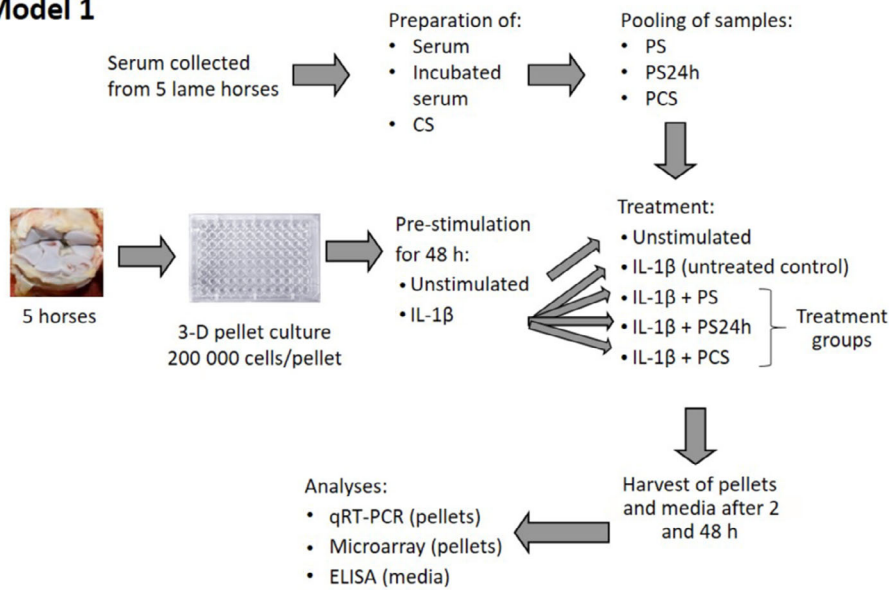 Model 1
Serum collected
from 5 lame horses
Preparation of:
• Serum
• Incubated
serum
• CS
Pooling of samples:
• PS
• PS24h
• PCS
5 horses
3-D pellet culture
200 000 cells/pellet
Pre-stimulation
for 48 h:
• Unstimulated
• IL-1β
Treatment:
• Unstimulated
• IL-1β (untreated control)
• IL-1β + PS
• IL-1β + PS24h
• IL-1β + PCS
Treatment
groups
Harvest of pellets
and media after 2
and 48 h
Analyses:
• qRT-PCR (pellets)
• Microarray (pellets)
• ELISA (media)